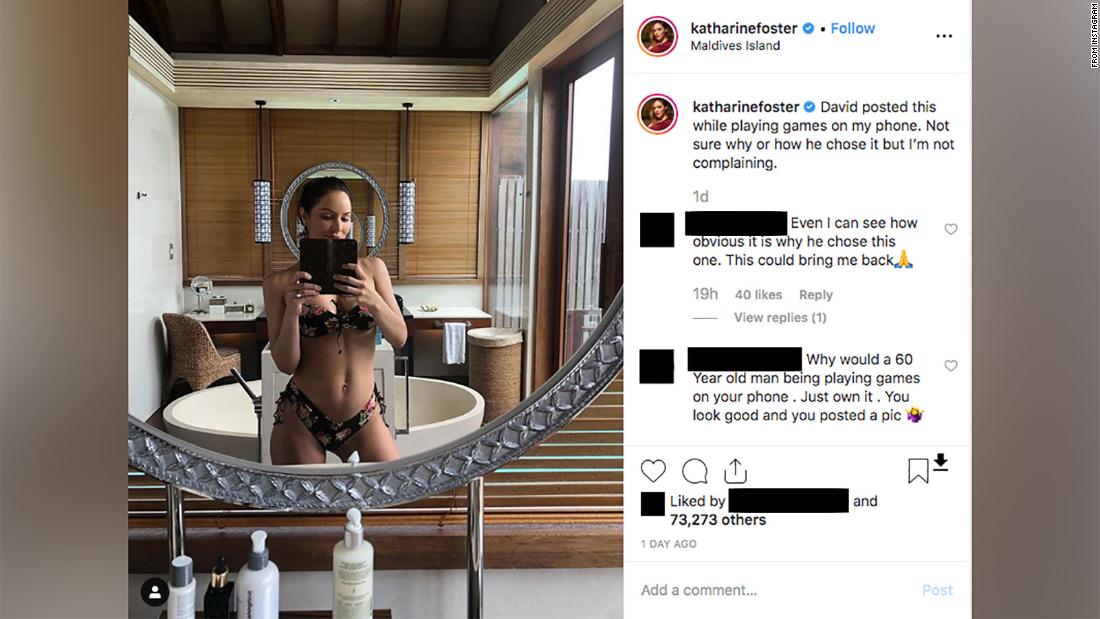 katharinefoster • Follow
Maldives Island
...
FROM INSTAGRAM
katharinefoster David posted this
while playing games on my phone. Not
sure why or how he chose it but I'm not
complaining.
1d
Even I can see how
obvious it is why he chose this
one. This could bring me back🙏
19h 40 likes Reply
View replies (1)
Why would a 60
Year old man being playing games
on your phone . Just own it . You
look good and you posted a pic 🤷‍♀️
Liked by and
73,273 others
1 DAY AGO
Add a comment... Post